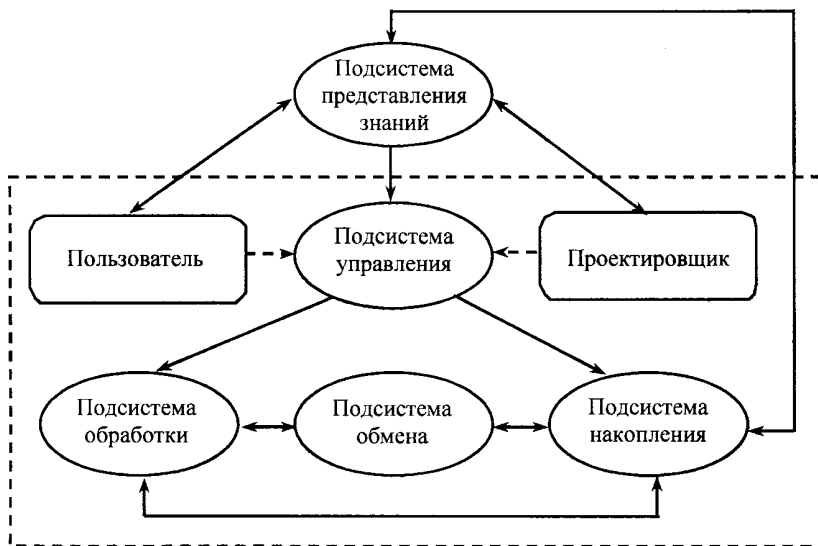 Подсистема
представления
знаний
Пользователь
Подсистема
управления
Проектировщик
Подсистема
обработки
Подсистема
обмена
Подсистема
накопления